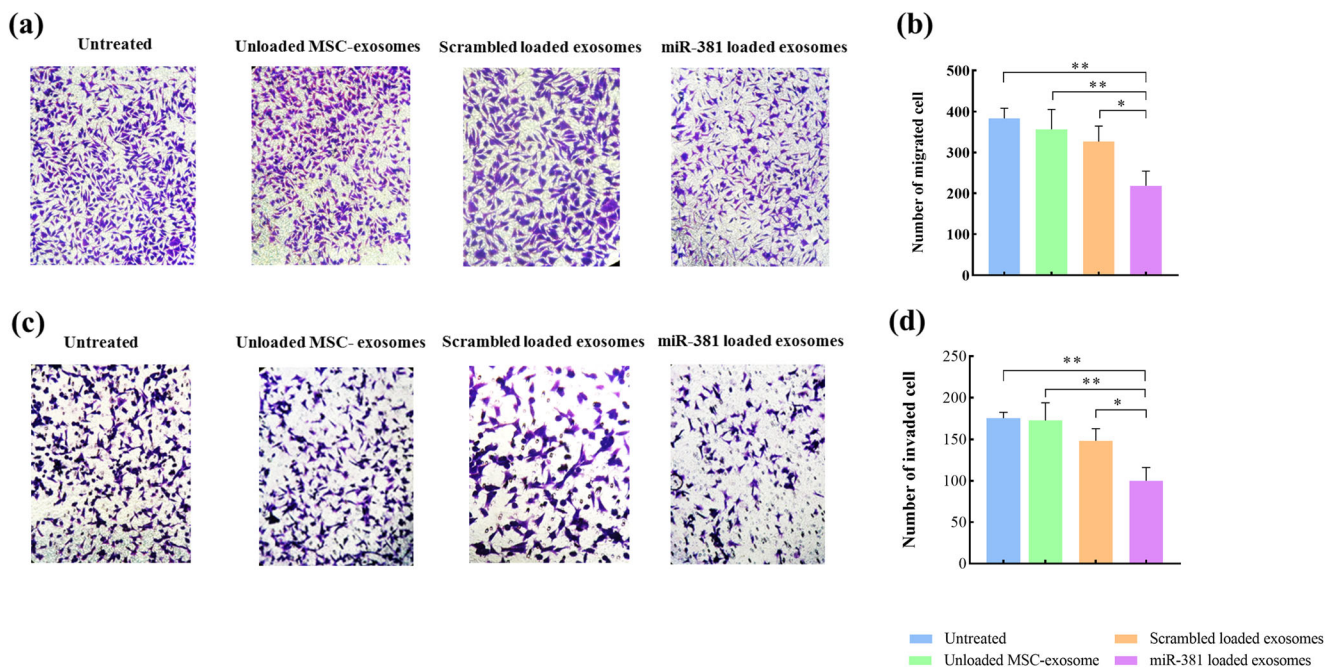 (a)
Untreated
Unloaded MSC-exosomes
Scrambled loaded exosomes
miR-381 loaded exosomes
(b)
Number of migrated cell
500
400
300
200
100
0
**
**
*
(c)
Untreated
Unloaded MSC- exosomes
Scrambled loaded exosomes
miR-381 loaded exosomes
(d)
Number of invaded cell
250
200
150
100
50
0
**
**
*
Untreated
Scrambled loaded exosomes
Unloaded MSC-exosome
miR-381 loaded exosomes